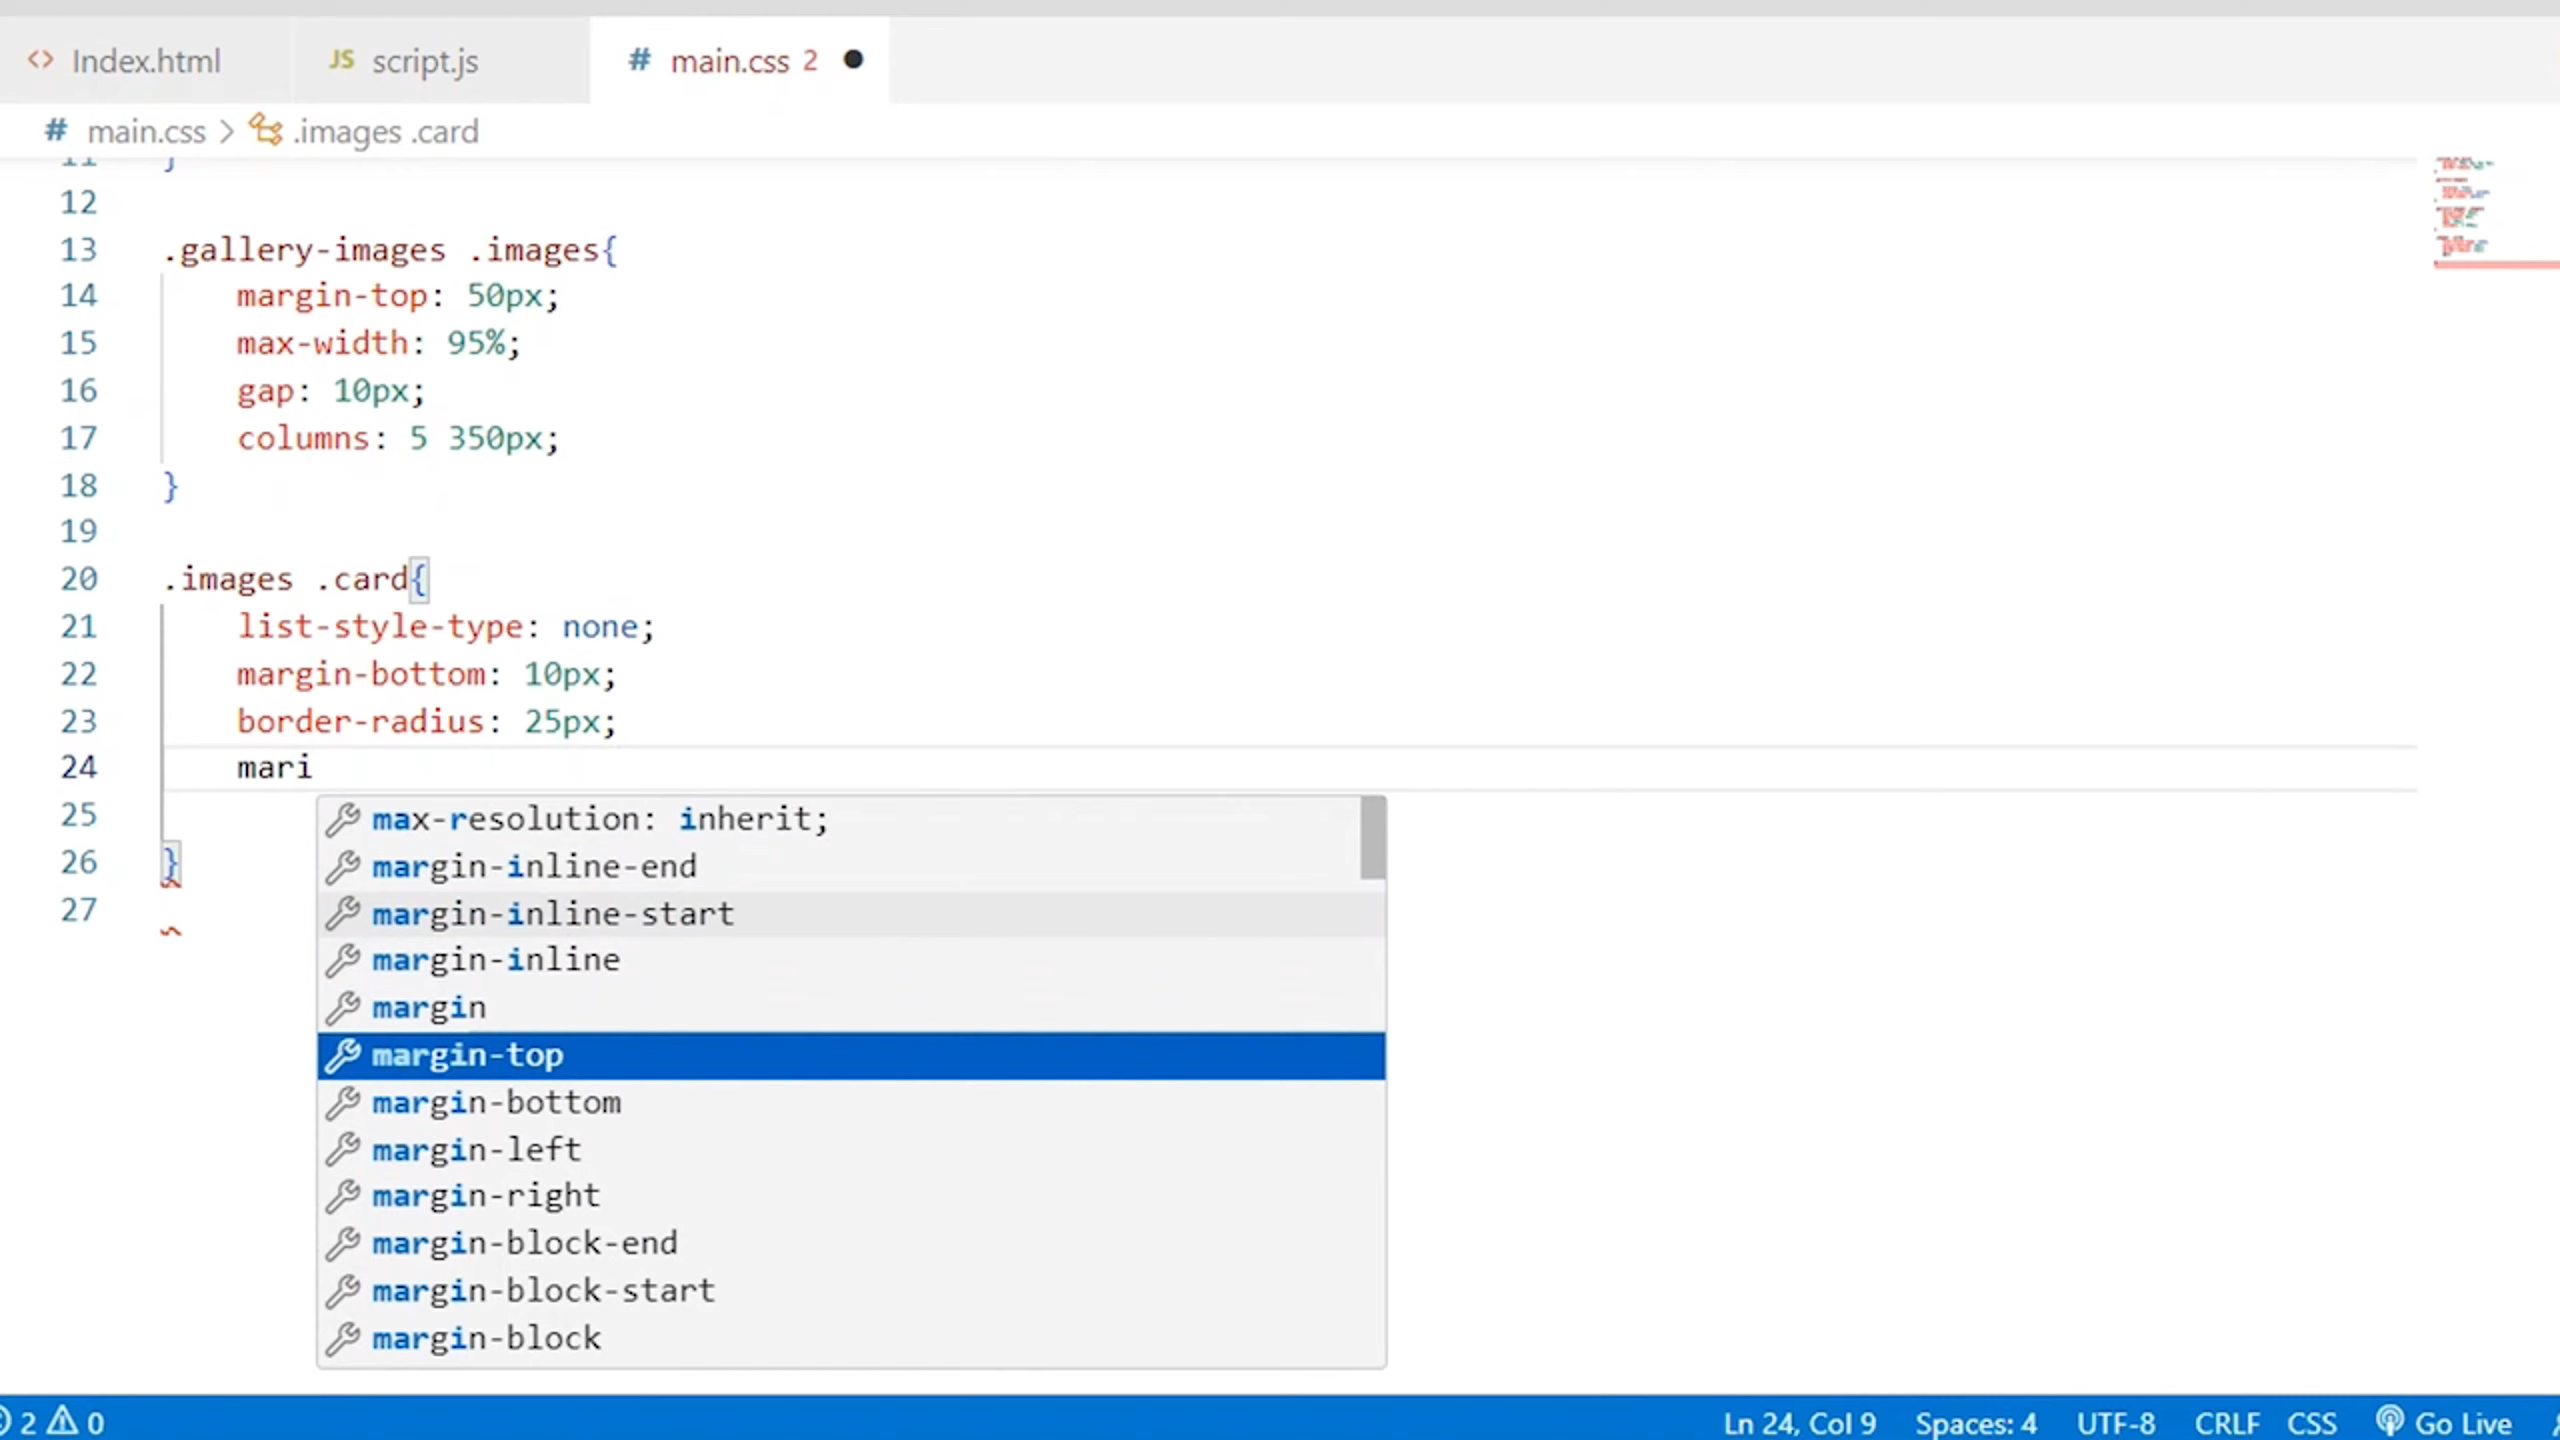 Index.html JS script.js # main.css 2
# main.css > .images .card
11 }
12
13 .gallery-images .images{
14 margin-top: 50px;
15 max-width: 95%;
16 gap: 10px;
17 columns: 5 350px;
18 }
19
20 .images .card{
21 list-style-type: none;
22 margin-bottom: 10px;
23 border-radius: 25px;
24 mari
25
26 }
27
max-resolution: inherit;
margin-inline-end
margin-inline-start
margin-inline
margin
margin-top
margin-bottom
margin-left
margin-right
margin-block-end
margin-block-start
margin-block
2 0 Ln 24, Col 9 Spaces: 4 UTF-8 CRLF CSS Go Live